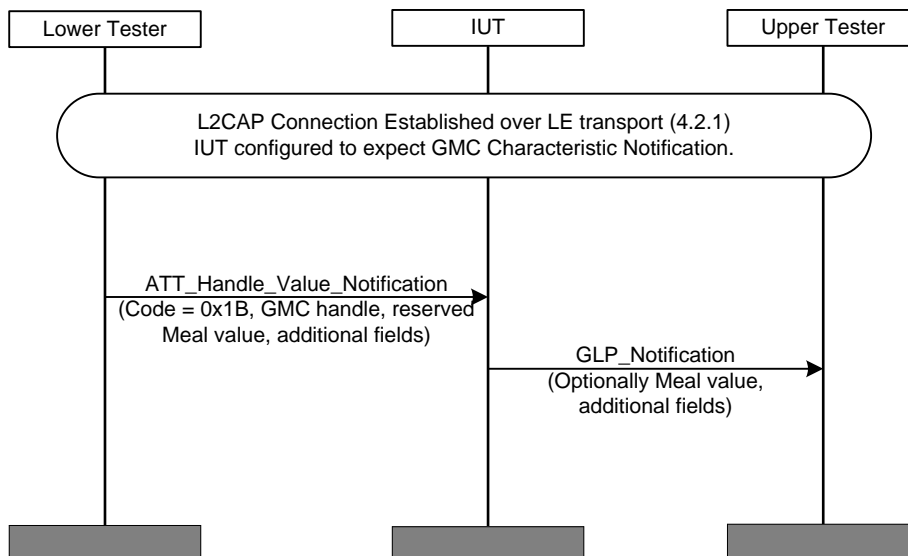 Lower Tester
IUT
Upper Tester
L2CAP Connection Established over LE transport (4.2.1)
IUT configured to expect GMC Characteristic Notification.
ATT_Handle_Value_Notification
(Code = 0x1B, GMC handle, reserved
Meal value, additional fields)
GLP_Notification
(Optionally Meal value,
additional fields)